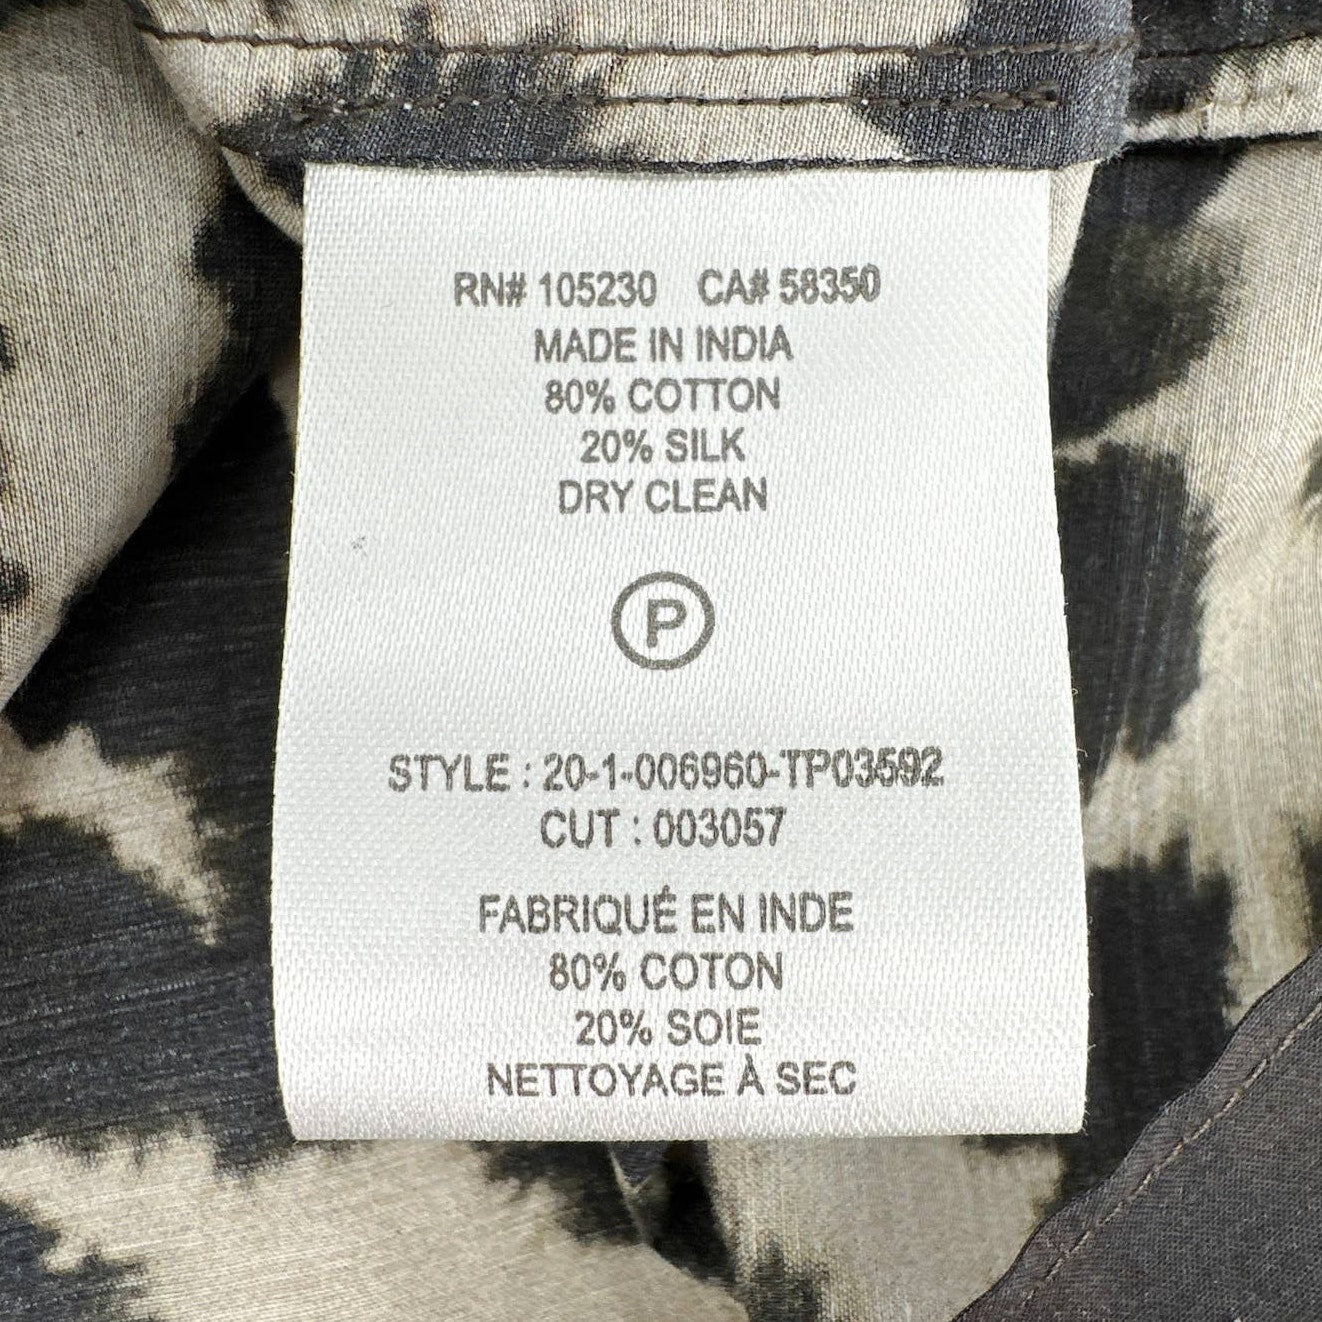 RN# 105230 CA# 58350
MADE IN INDIA
80% COTTON
20% SILK
DRY CLEAN
P
STYLE : 20-1-006960-TP03592
CUT : 003057
FABRIQUÉ EN INDE
80% COTON
20% SOIE
NETTOYAGE À SEC